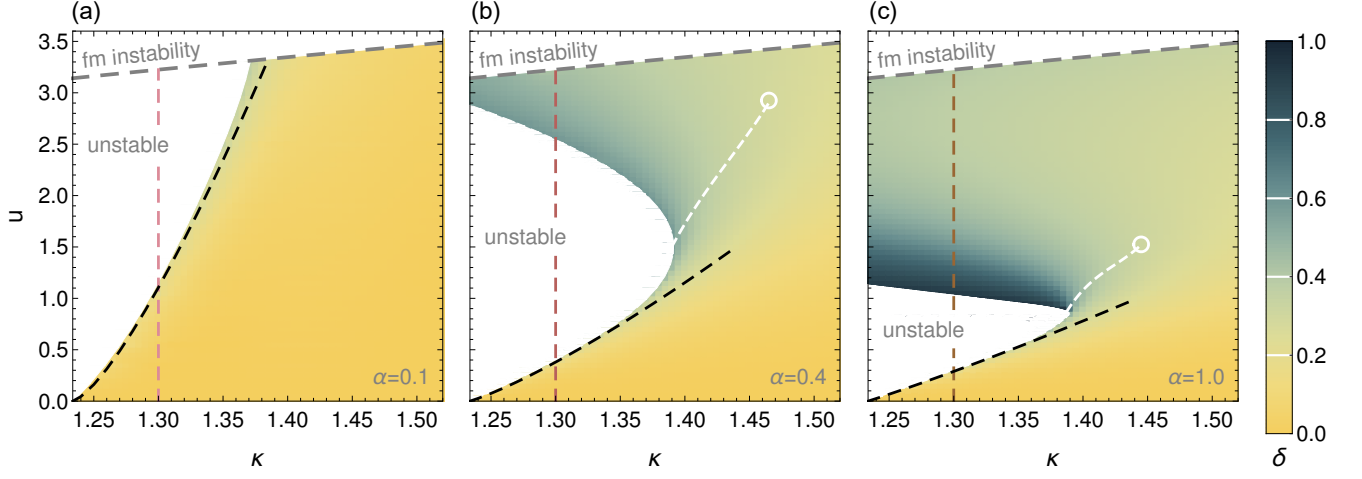 (a) (b) (c)
fm instability fm instability fm instability
unstable unstable unstable
α=0.1 α=0.4 α=1.0
3.5
3.0
2.5
2.0
1.5
1.0
0.5
0.0
u
1.25 1.30 1.35 1.40 1.45 1.50
κ
1.25 1.30 1.35 1.40 1.45 1.50
κ
1.25 1.30 1.35 1.40 1.45 1.50
κ
1.0
0.8
0.6
0.4
0.2
0.0
δ